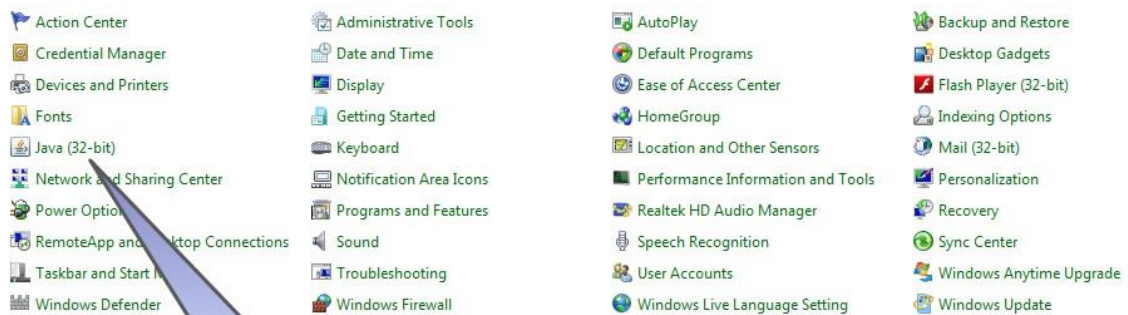 Action Center Administrative Tools AutoPlay Backup and Restore
Credential Manager Date and Time Default Programs Desktop Gadgets
Devices and Printers Display Ease of Access Center Flash Player (32-bit)
Fonts Getting Started HomeGroup Indexing Options
Java (32-bit) Keyboard Location and Other Sensors Mail (32-bit)
Network and Sharing Center Notification Area Icons Performance Information and Tools Personalization
Power Option Programs and Features Realtek HD Audio Manager Recovery
RemoteApp and ktop Connections Sound Speech Recognition Sync Center
Taskbar and Start Troubleshooting User Accounts Windows Anytime Upgrade
Windows Defender Windows Firewall Windows Live Language Setting Windows Update